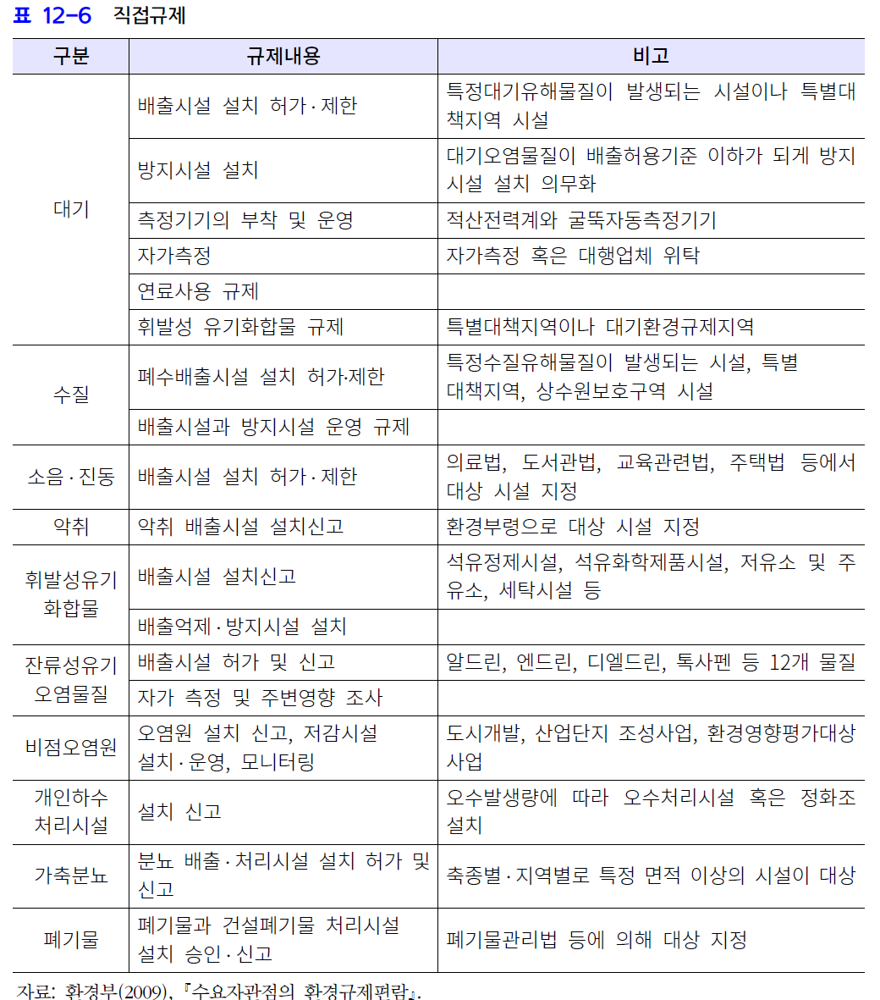 표 12-6 직접규제
구분 규제내용 비고
대기
배출시설 설치 허가·제한
특정대기유해물질이 발생되는 시설이나 특별대
책지역 시설
방지시설 설치
대기오염물질이 배출허용기준 이하가 되게 방지
시설 설치 의무화
측정기기의 부착 및 운영
적산전력계와 굴뚝자동측정기기
자가측정
자가측정 혹은 대행업체 위탁
연료사용 규제
휘발성 유기화합물 규제
특별대책지역이나 대기환경규제지역
수질
폐수배출시설 설치 허가·제한
특정수질유해물질이 발생되는 시설, 특별
대책지역, 상수원보호구역 시설
배출시설과 방지시설 운영 규제
소음·진동
배출시설 설치 허가·제한
의료법, 도서관법, 교육관련법, 주택법 등에서
대상 시설 지정
악취
악취 배출시설 설치신고
환경부령으로 대상 시설 지정
휘발성유기
화합물
배출시설 설치신고
석유정제시설, 석유화학제품시설, 저유소 및 주
유소, 세탁시설 등
배출억제·방지시설 설치
잔류성유기
오염물질
배출시설 허가 및 신고
알드린, 엔드린, 디엘드린, 톡사펜 등 12개 물질
자가 측정 및 주변영향 조사
비점오염원
오염원 설치 신고, 저감시설
설치·운영, 모니터링
도시개발, 산업단지 조성사업, 환경영향평가대상
사업
개인하수
처리시설
설치 신고
오수발생량에 따라 오수처리시설 혹은 정화조
설치
가축분뇨
분뇨 배출·처리시설 설치 허가 및
신고
축종별·지역별로 특정 면적 이상의 시설이 대상
폐기물
폐기물과 건설폐기물 처리시설
설치 승인·신고
폐기물관리법 등에 의해 대상 지정
자료: 환경부(2009), 『수요자관점의 환경규제편람』.